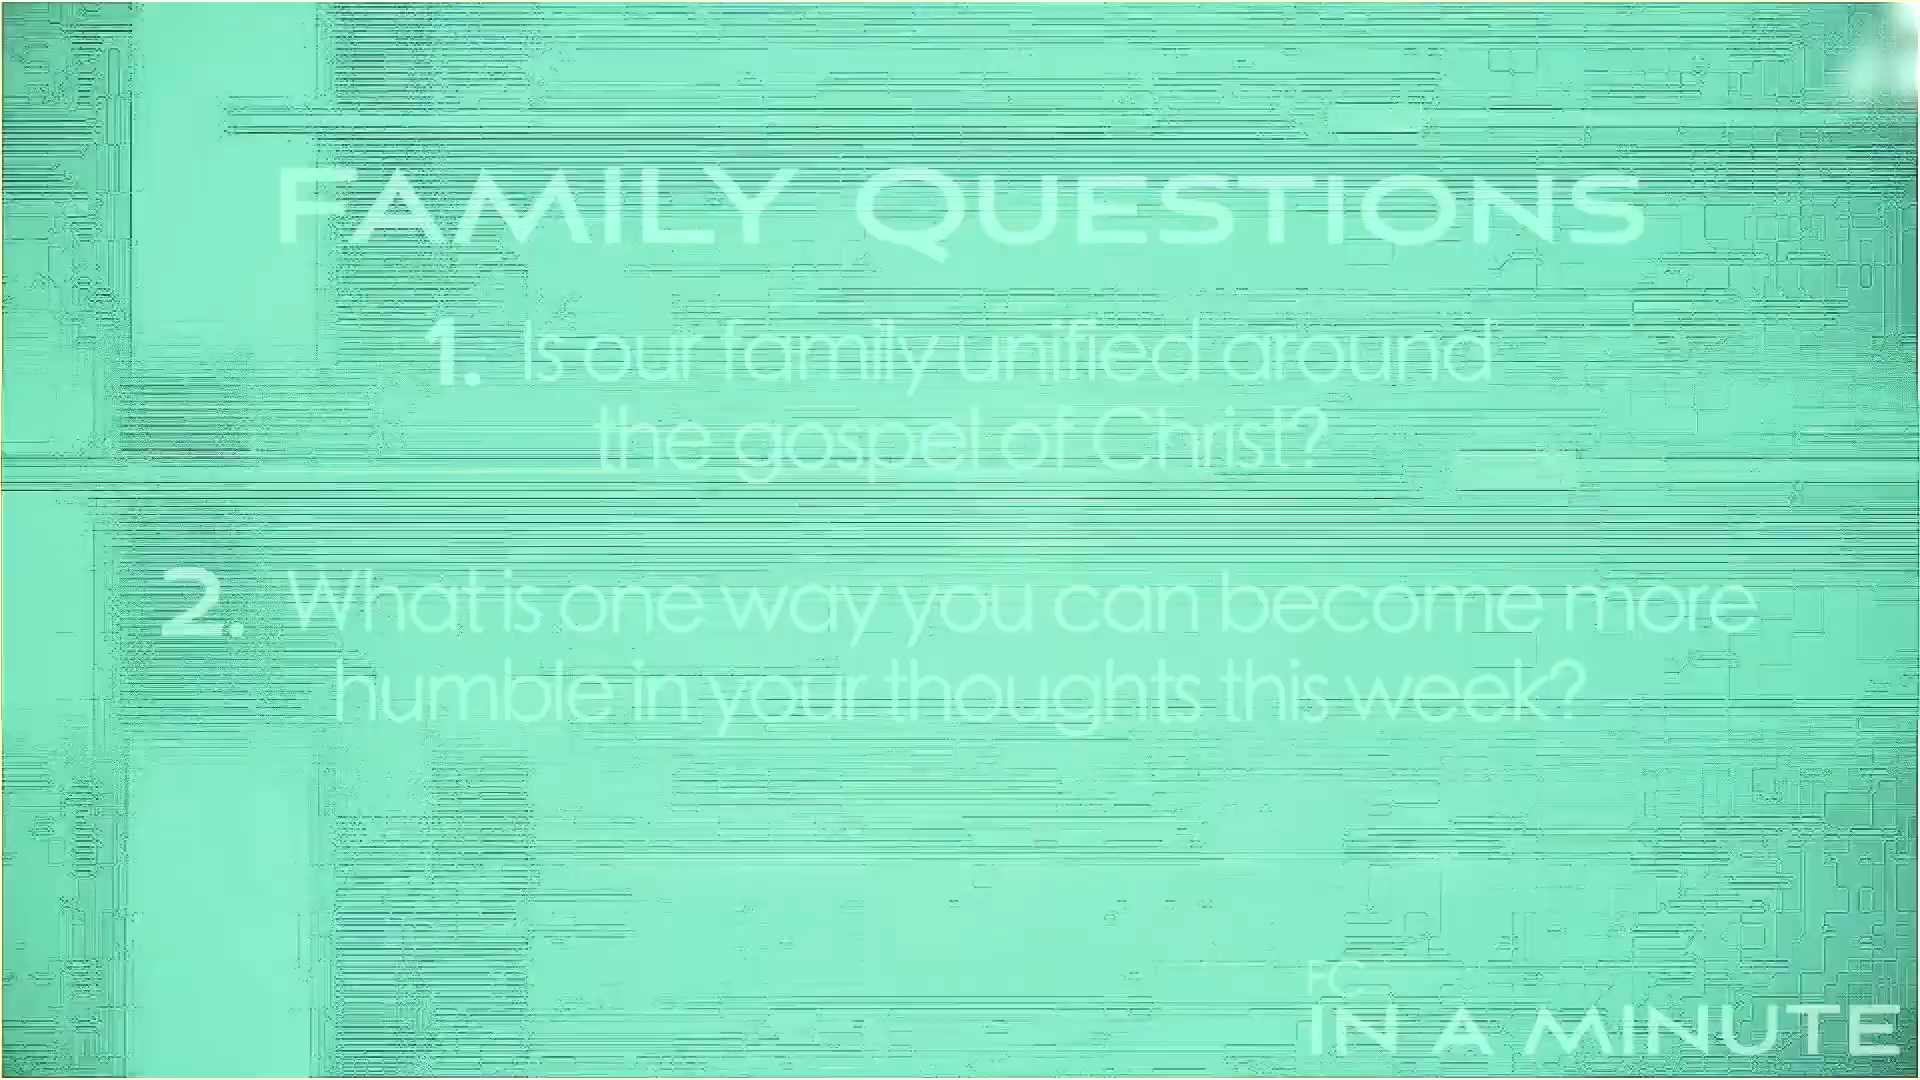 FAMILY QUESTIONS
1. Is our family unified around
the gospel of Christ?
2. What is one way you can become more
humble in your thoughts this week?
FC
IN A MINUTE